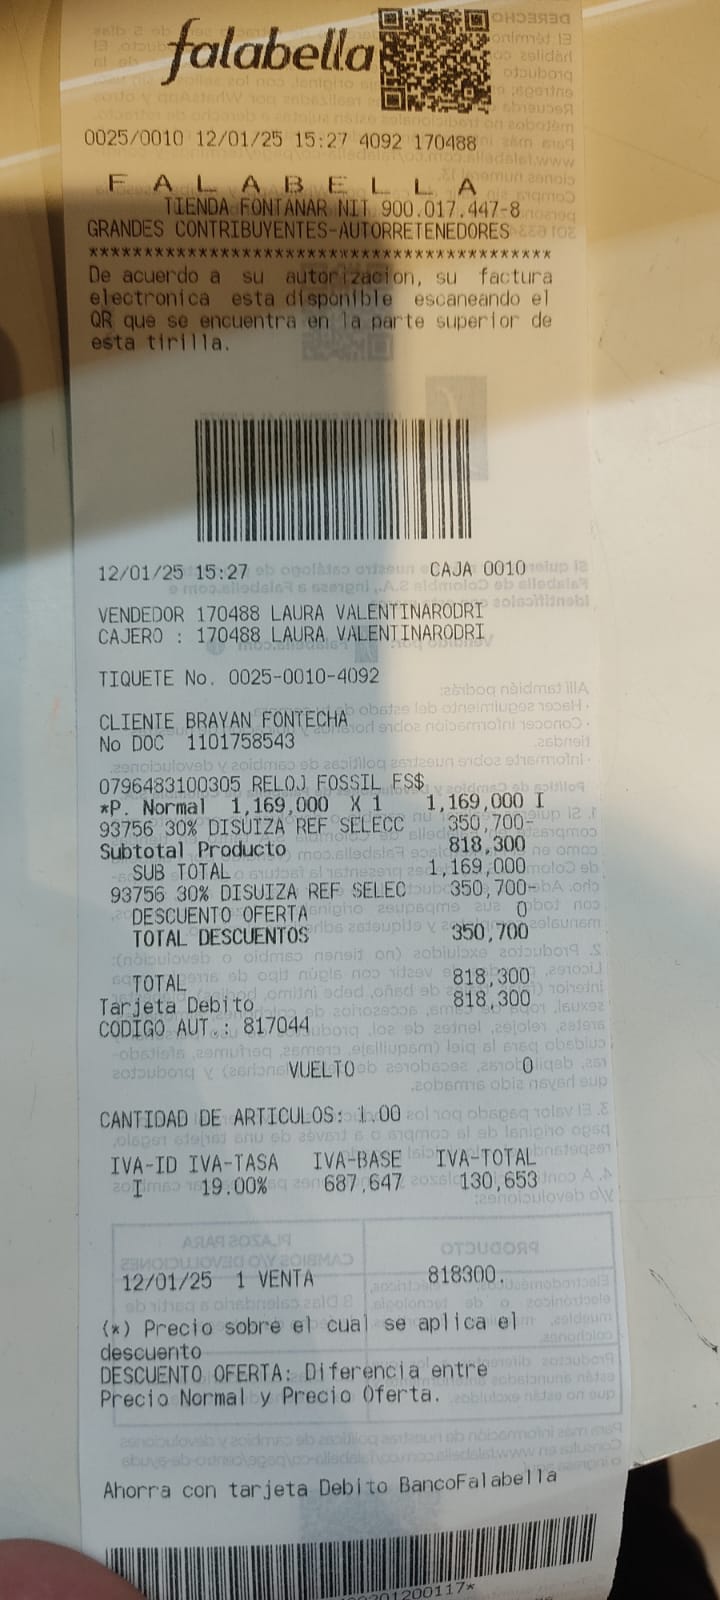 falabella
0025/0010 12/01/25 15:27 4092 170488
F A L A B E L L A
TIENDA FONTANAR NIT 900.017.447-8
GRANDES CONTRIBUYENTES-AUTORRETENEDORES
********************************************
De acuerdo a su autorizacion, su factura
electronica esta disponible escaneando el
QR que se encuentra en la parte superior de
esta tirilla.
12/01/25 15:27 CAJA 0010
VENDEDOR 170488 LAURA VALENTINARODRI
CAJERO : 170488 LAURA VALENTINARODRI
TIQUETE No. 0025-0010-4092
CLIENTE BRAYAN FONTECHA
No DOC 1101758543
0796483100305 RELOJ FOSSIL FS$
*P. Normal 1,169,000 X 1 1,169,000 I
93756 30% DISUIZA REF SELECC 350,700-
Subtotal Producto 818,300
SUB TOTAL 1,169,000
93756 30% DISUIZA REF SELEC 350,700-
DESCUENTO OFERTA 0
TOTAL DESCUENTOS 350,700
TOTAL 818,300
Tarjeta Debito 818,300
CODIGO AUT.: 817044
VUELTO 0
CANTIDAD DE ARTICULOS: 1.00
IVA-ID IVA-TASA IVA-BASE IVA-TOTAL
I 19.00% 687,647 130,653
12/01/25 1 VENTA 818300.
(*) Precio sobre el cual se aplica el
descuento
DESCUENTO OFERTA: Diferencia entre
Precio Normal y Precio Oferta.
Ahorra con tarjeta Debito BancoFalabella